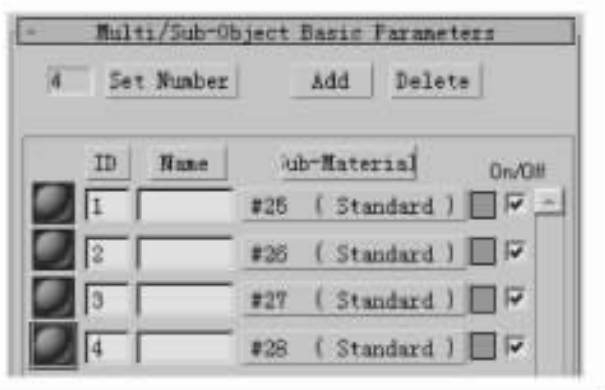 - Multi/Sub-Object Basic Parameters
4 Set Number Add Delete
ID Name ub-Material On/Off
1 #25 ( Standard )
2 #26 ( Standard )
3 #27 ( Standard )
4 #28 ( Standard )